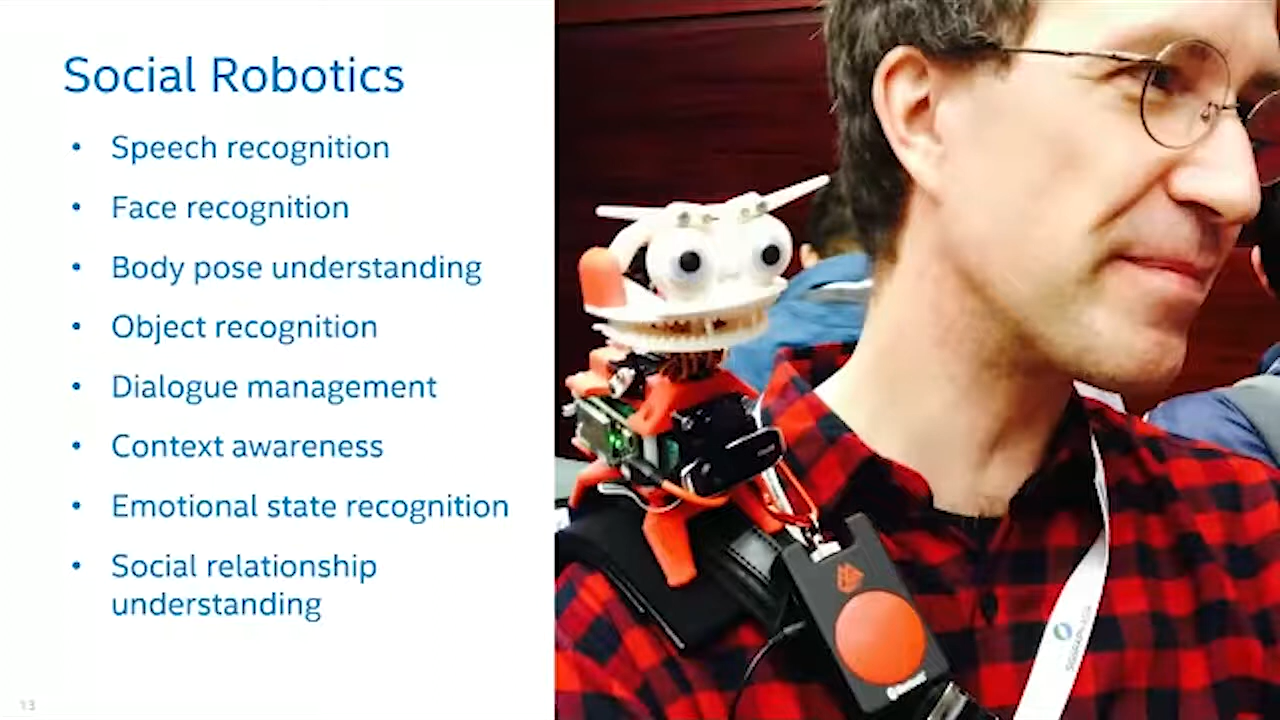 Social Robotics
• Speech recognition
• Face recognition
• Body pose understanding
• Object recognition
• Dialogue management
• Context awareness
• Emotional state recognition
• Social relationship
understanding
13